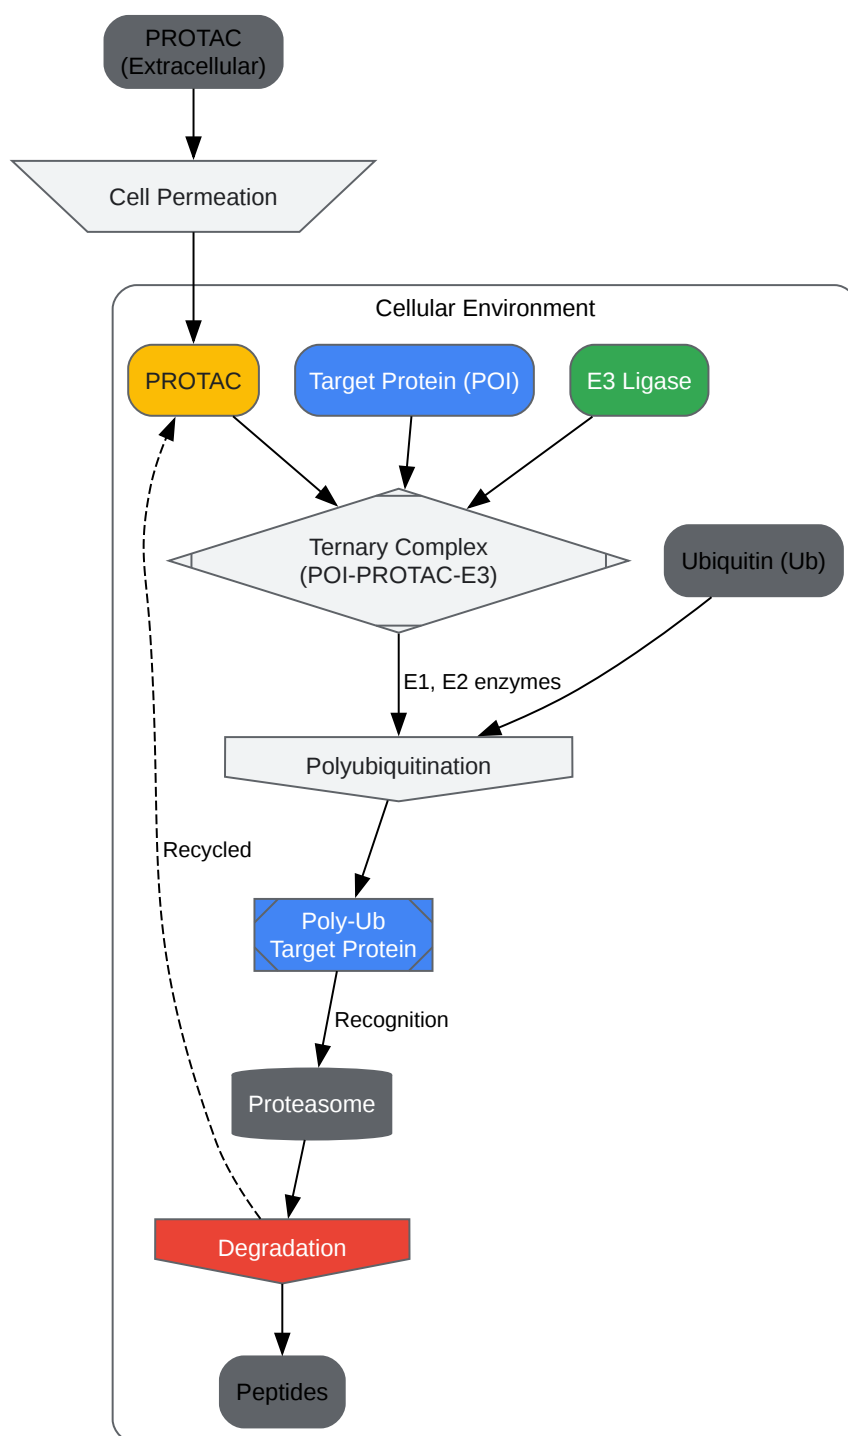 PROTAC
(Extracellular)
Cell Permeation
Cellular Environment
PROTAC
Target Protein (POI)
E3 Ligase
Ternary Complex
(POI-PROTAC-E3)
Ubiquitin (Ub)
E1, E2 enzymes
Polyubiquitination
Recycled
Poly-Ub
Target Protein
Recognition
Proteasome
Degradation
Peptides